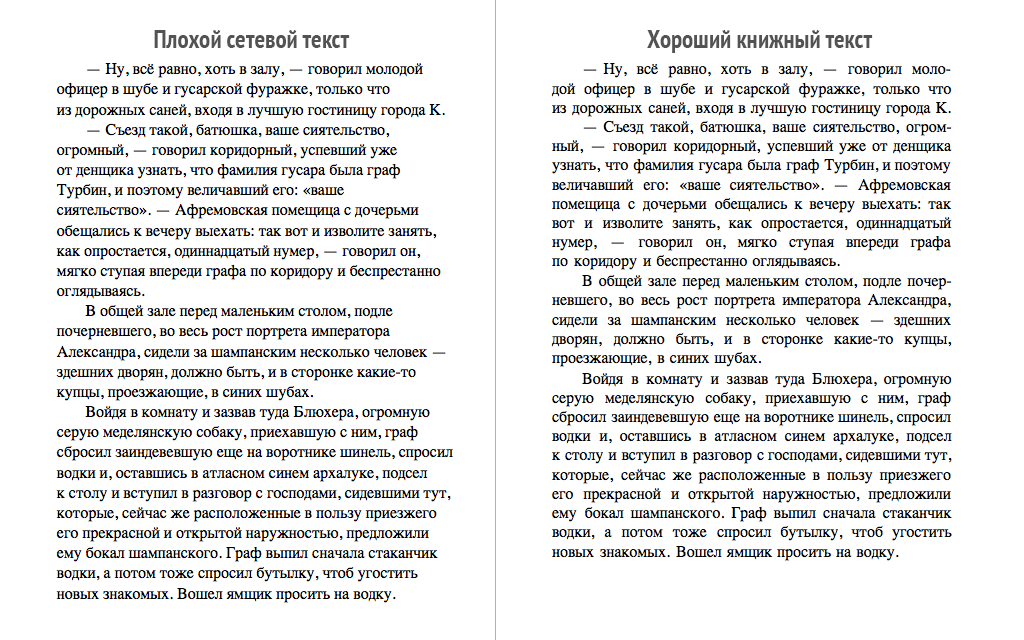 Плохой сетевой текст
— Ну, всё равно, хоть в залу, — говорил молодой
офицер в шубе и гусарской фуражке, только что
из дорожных саней, входя в лучшую гостиницу города К.
— Съезд такой, батюшка, ваше сиятельство,
огромный, — говорил коридорный, успевший уже
от денщика узнать, что фамилия гусара была граф
Турбин, и поэтому величавший его: «ваше
сиятельство». — Афремовская помещица с дочерьми
обещались к вечеру выехать: так вот и изволите занять,
как опростается, одиннадцатый нумер, — говорил он,
мягко ступая впереди графа по коридору и беспрестанно
оглядываясь.
В общей зале перед маленьким столом, подле
почерневшего, во весь рост портрета императора
Александра, сидели за шампанским несколько человек —
здешних дворян, должно быть, и в сторонке какие-то
купцы, проезжающие, в синих шубах.
Войдя в комнату и зазвав туда Блюхера, огромную
серую меделянскую собаку, приехавшую с ним, граф
сбросил заиндевевшую еще на воротнике шинель, спросил
водки и, оставшись в атласном синем архалуке, подсел
к столу и вступил в разговор с господами, сидевшими тут,
которые, сейчас же расположенные в пользу приезжего
его прекрасной и открытой наружностью, предложили
ему бокал шампанского. Граф выпил сначала стаканчик
водки, а потом тоже спросил бутылку, чтоб угостить
новых знакомых. Вошел ямщик просить на водку.
Хороший книжный текст
— Ну, всё равно, хоть в залу, — говорил моло-
дой офицер в шубе и гусарской фуражке, только что
из дорожных саней, входя в лучшую гостиницу города К.
— Съезд такой, батюшка, ваше сиятельство, огром-
ный, — говорил коридорный, успевший уже от денщика
узнать, что фамилия гусара была граф Турбин, и поэтому
величавший его: «ваше сиятельство». — Афремовская
помещица с дочерьми обещались к вечеру выехать: так
вот и изволите занять, как опростается, одиннадцатый
нумер, — говорил он, мягко ступая впереди графа
по коридору и беспрестанно оглядываясь.
В общей зале перед маленьким столом, подле почер-
невшего, во весь рост портрета императора Александра,
сидели за шампанским несколько человек — здешних
дворян, должно быть, и в сторонке какие-то купцы,
проезжающие, в синих шубах.
Войдя в комнату и зазвав туда Блюхера, огромную
серую меделянскую собаку, приехавшую с ним, граф
сбросил заиндевевшую еще на воротнике шинель, спросил
водки и, оставшись в атласном синем архалуке, подсел
к столу и вступил в разговор с господами, сидевшими тут,
которые, сейчас же расположенные в пользу приезжего
его прекрасной и открытой наружностью, предложили
ему бокал шампанского. Граф выпил сначала стаканчик
водки, а потом тоже спросил бутылку, чтоб угостить
новых знакомых. Вошел ямщик просить на водку.